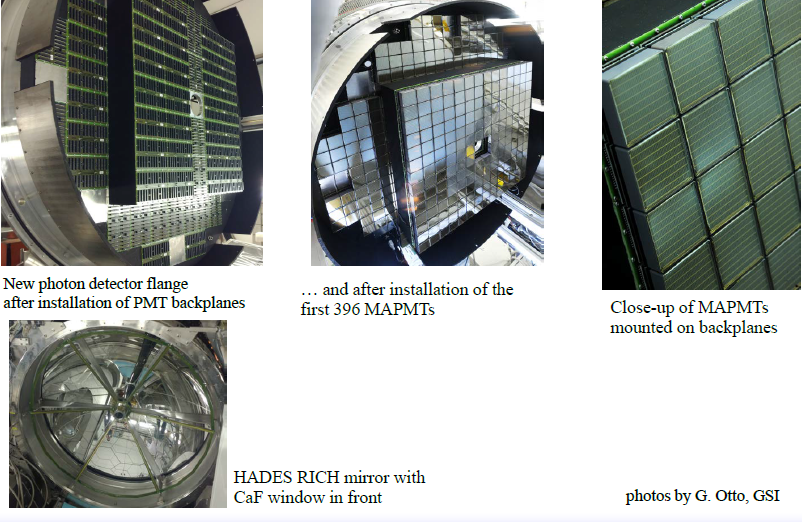 New photon detector flange
after installation of PMT backplanes
… and after installation of the
first 396 MAPMTs
Close-up of MAPMTs
mounted on backplanes
HADES RICH mirror with
CaF window in front
photos by G. Otto, GSI